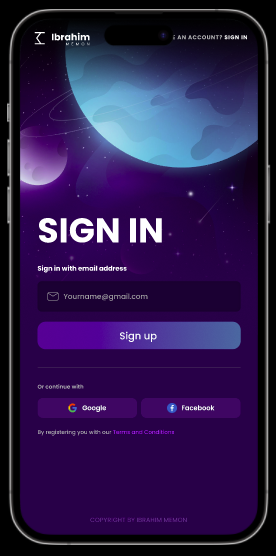 Ibrahim
MEMON
E AN ACCOUNT? SIGN IN
SIGN IN
Sign in with email address
Yourname@gmail.com
Sign up
Or continue with
Google
Facebook
By registering you with our Terms and Conditions
COPYRIGHT IBRAHIM MEMON